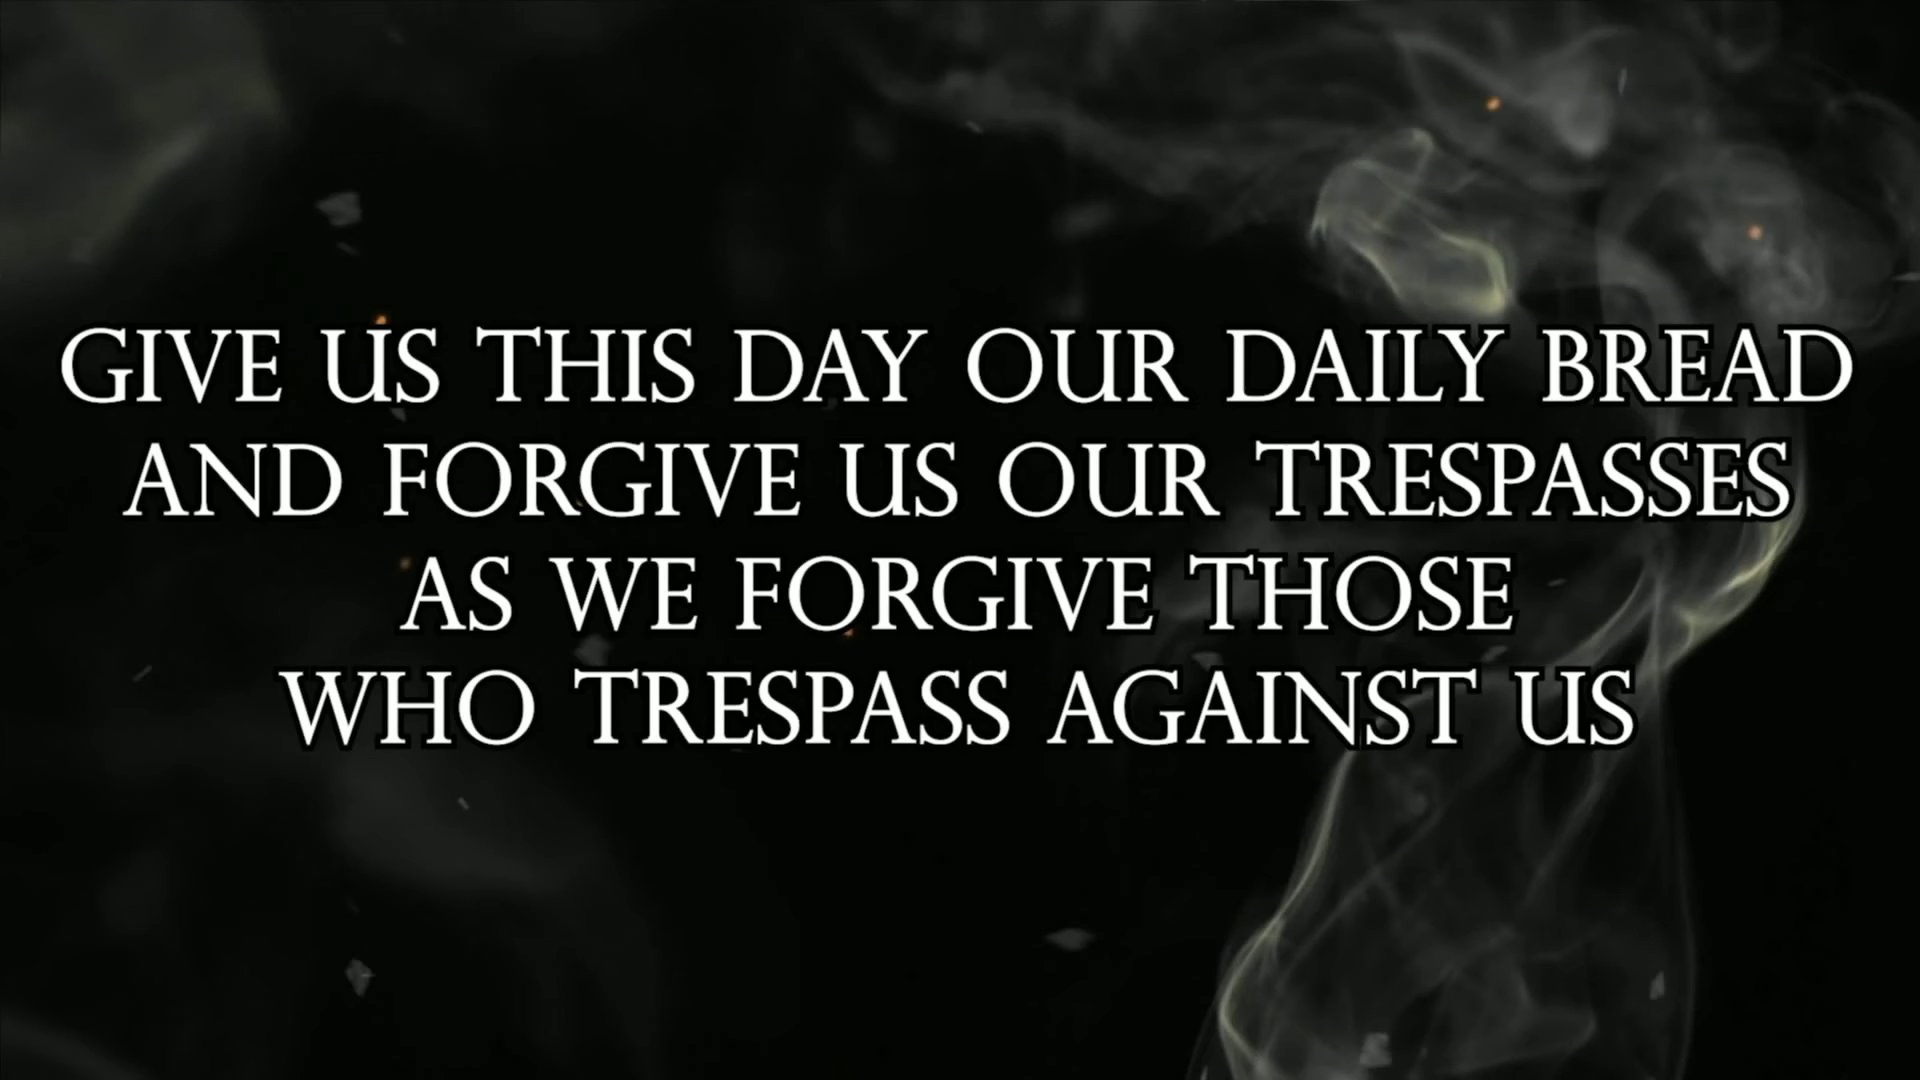 GIVE US THIS DAY OUR DAILY BREAD
AND FORGIVE US OUR TRESPASSES
AS WE FORGIVE THOSE
WHO TRESPASS AGAINST US